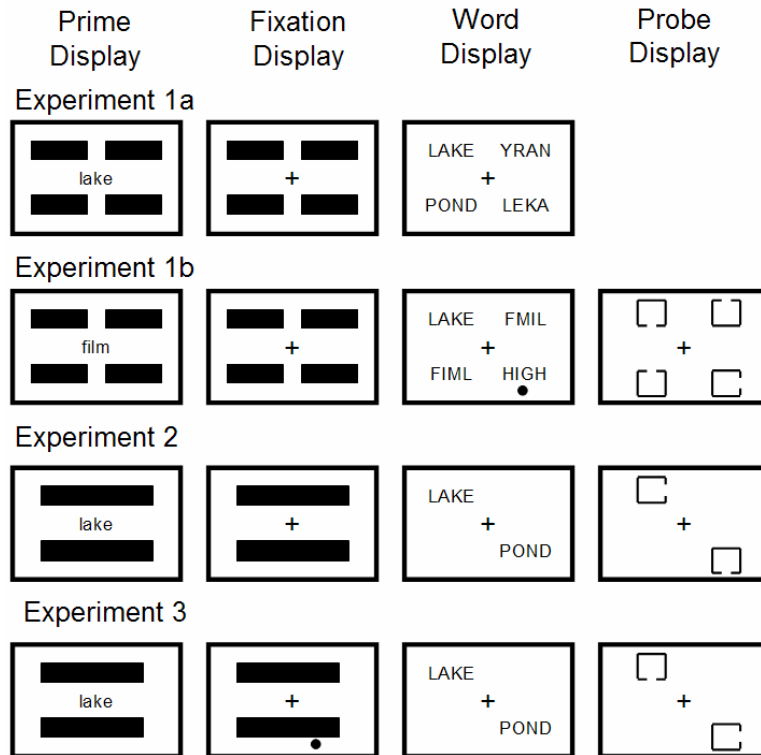 Prime Fixation Word Probe
Display Display Display Display
Experiment 1a
LAKE YRAN
lake + +
POND LEKA
Experiment 1b
LAKE FMIL
film + + +
FIML HIGH
Experiment 2
LAKE
lake + + +
POND
Experiment 3
LAKE
lake + + +
POND